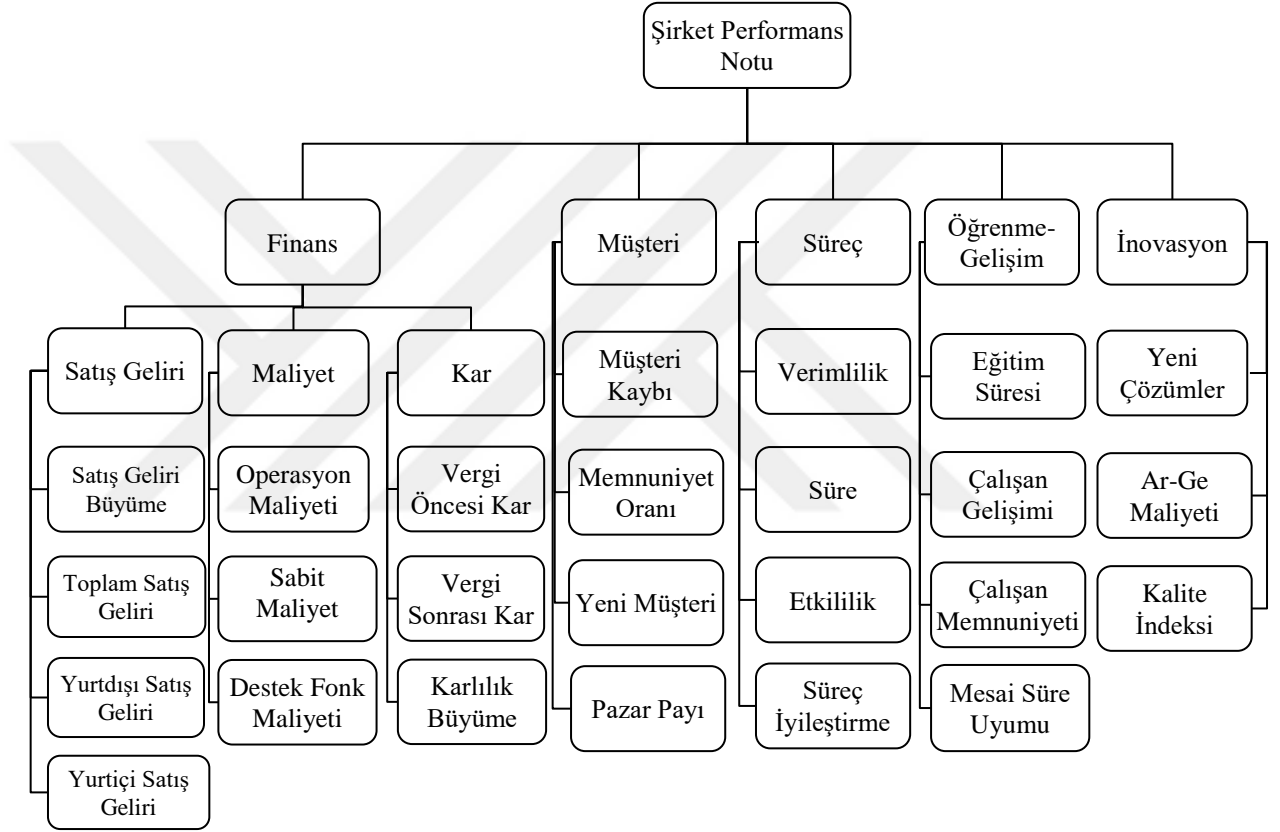 Şirket Performans
Notu
Finans
Müşteri
Süreç
Öğrenme-
Gelişim
İnovasyon
Satış Geliri
Maliyet
Kar
Müşteri
Kaybı
Verimlilik
Eğitim
Süresi
Yeni
Çözümler
Satış Geliri
Büyüme
Operasyon
Maliyeti
Vergi
Öncesi Kar
Memnuniyet
Oranı
Süre
Çalışan
Gelişimi
Ar-Ge
Maliyeti
Toplam Satış
Geliri
Sabit
Maliyet
Vergi
Sonrası Kar
Yeni Müşteri
Etkililik
Çalışan
Memnuniyeti
Kalite
İndeksi
Yurtdışı Satış
Geliri
Destek Fonk
Maliyeti
Karlılık
Büyüme
Pazar Payı
Süreç
İyileştirme
Mesai Süre
Uyumu
Yurtiçi Satış
Geliri